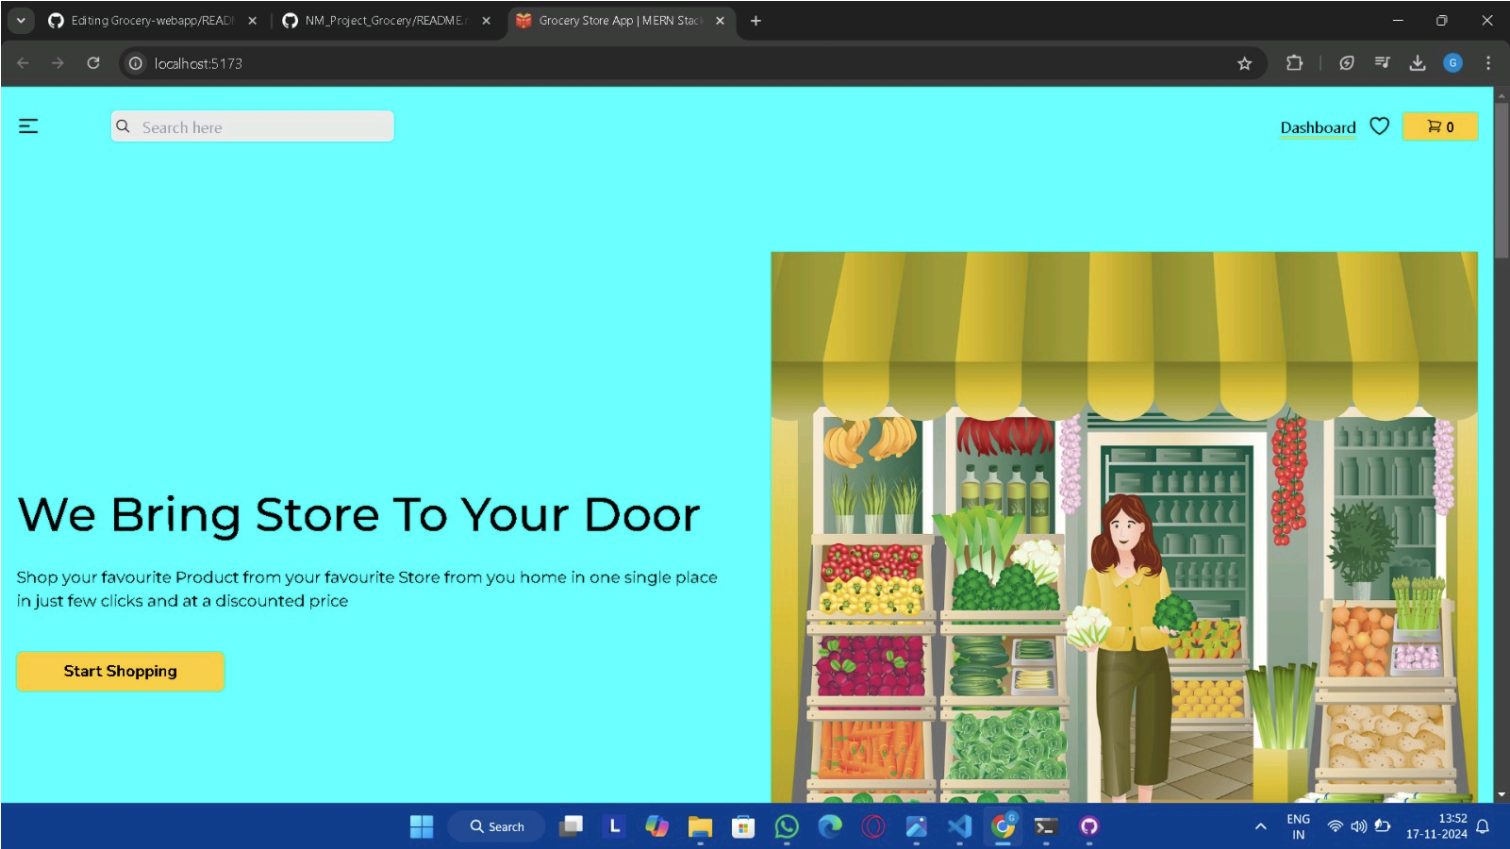 Editing Grocery-webapp/READ
NM_Project_Grocery/README.
Grocery Store App | MERN Stack
localhost:5173
Search here
Dashboard
0
We Bring Store To Your Door
Shop your favourite Product from your favourite Store from you home in one single place
in just few clicks and at a discounted price
Start Shopping
Search
L
G
ENG
IN
13:52
17-11-2024